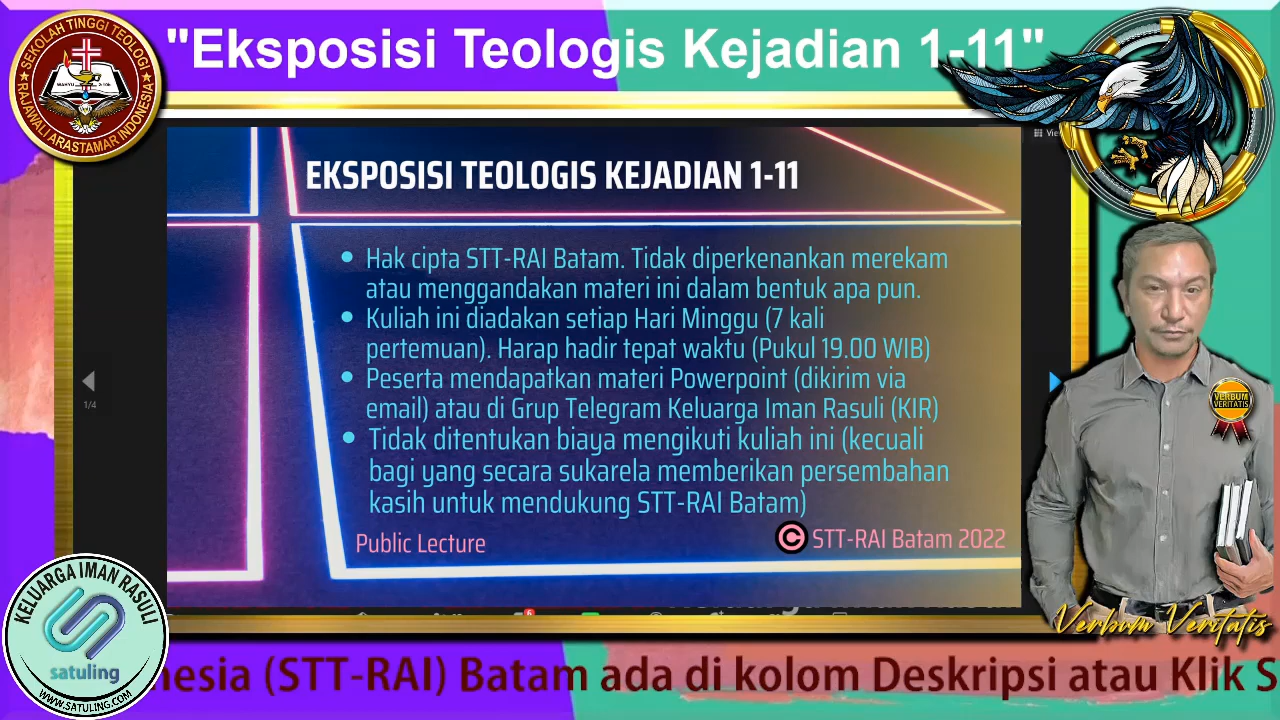 "Eksposisi Teologis Kejadian 1-11"
SEKOLAH TINGGI TEOLOGI
RAJAWALI ARASTAMAR INDONESIA
EKSPOSISI TEOLOGIS KEJADIAN 1-11
Hak cipta STT-RAI Batam. Tidak diperkenankan merekam
atau menggandakan materi ini dalam bentuk apa pun.
Kuliah ini diadakan setiap Hari Minggu (7 kali
pertemuan). Harap hadir tepat waktu (Pukul 19.00 WIB)
Peserta mendapatkan materi Powerpoint (dikirim via
email) atau di Grup Telegram Keluarga Iman Rasuli (KIR)
Tidak ditentukan biaya mengikuti kuliah ini (kecuali
bagi yang secara sukarela memberikan persembahan
kasih untuk mendukung STT-RAI Batam)
Public Lecture
© STT-RAI Batam 2022
1/4
VERBUM
VERITATIS
Verbum Veritatis
KELUARGA IMAN RASULI
satuling
WWW.SATULING.COM
nesia (STT-RAI) Batam ada di kolom Deskripsi atau Klik S